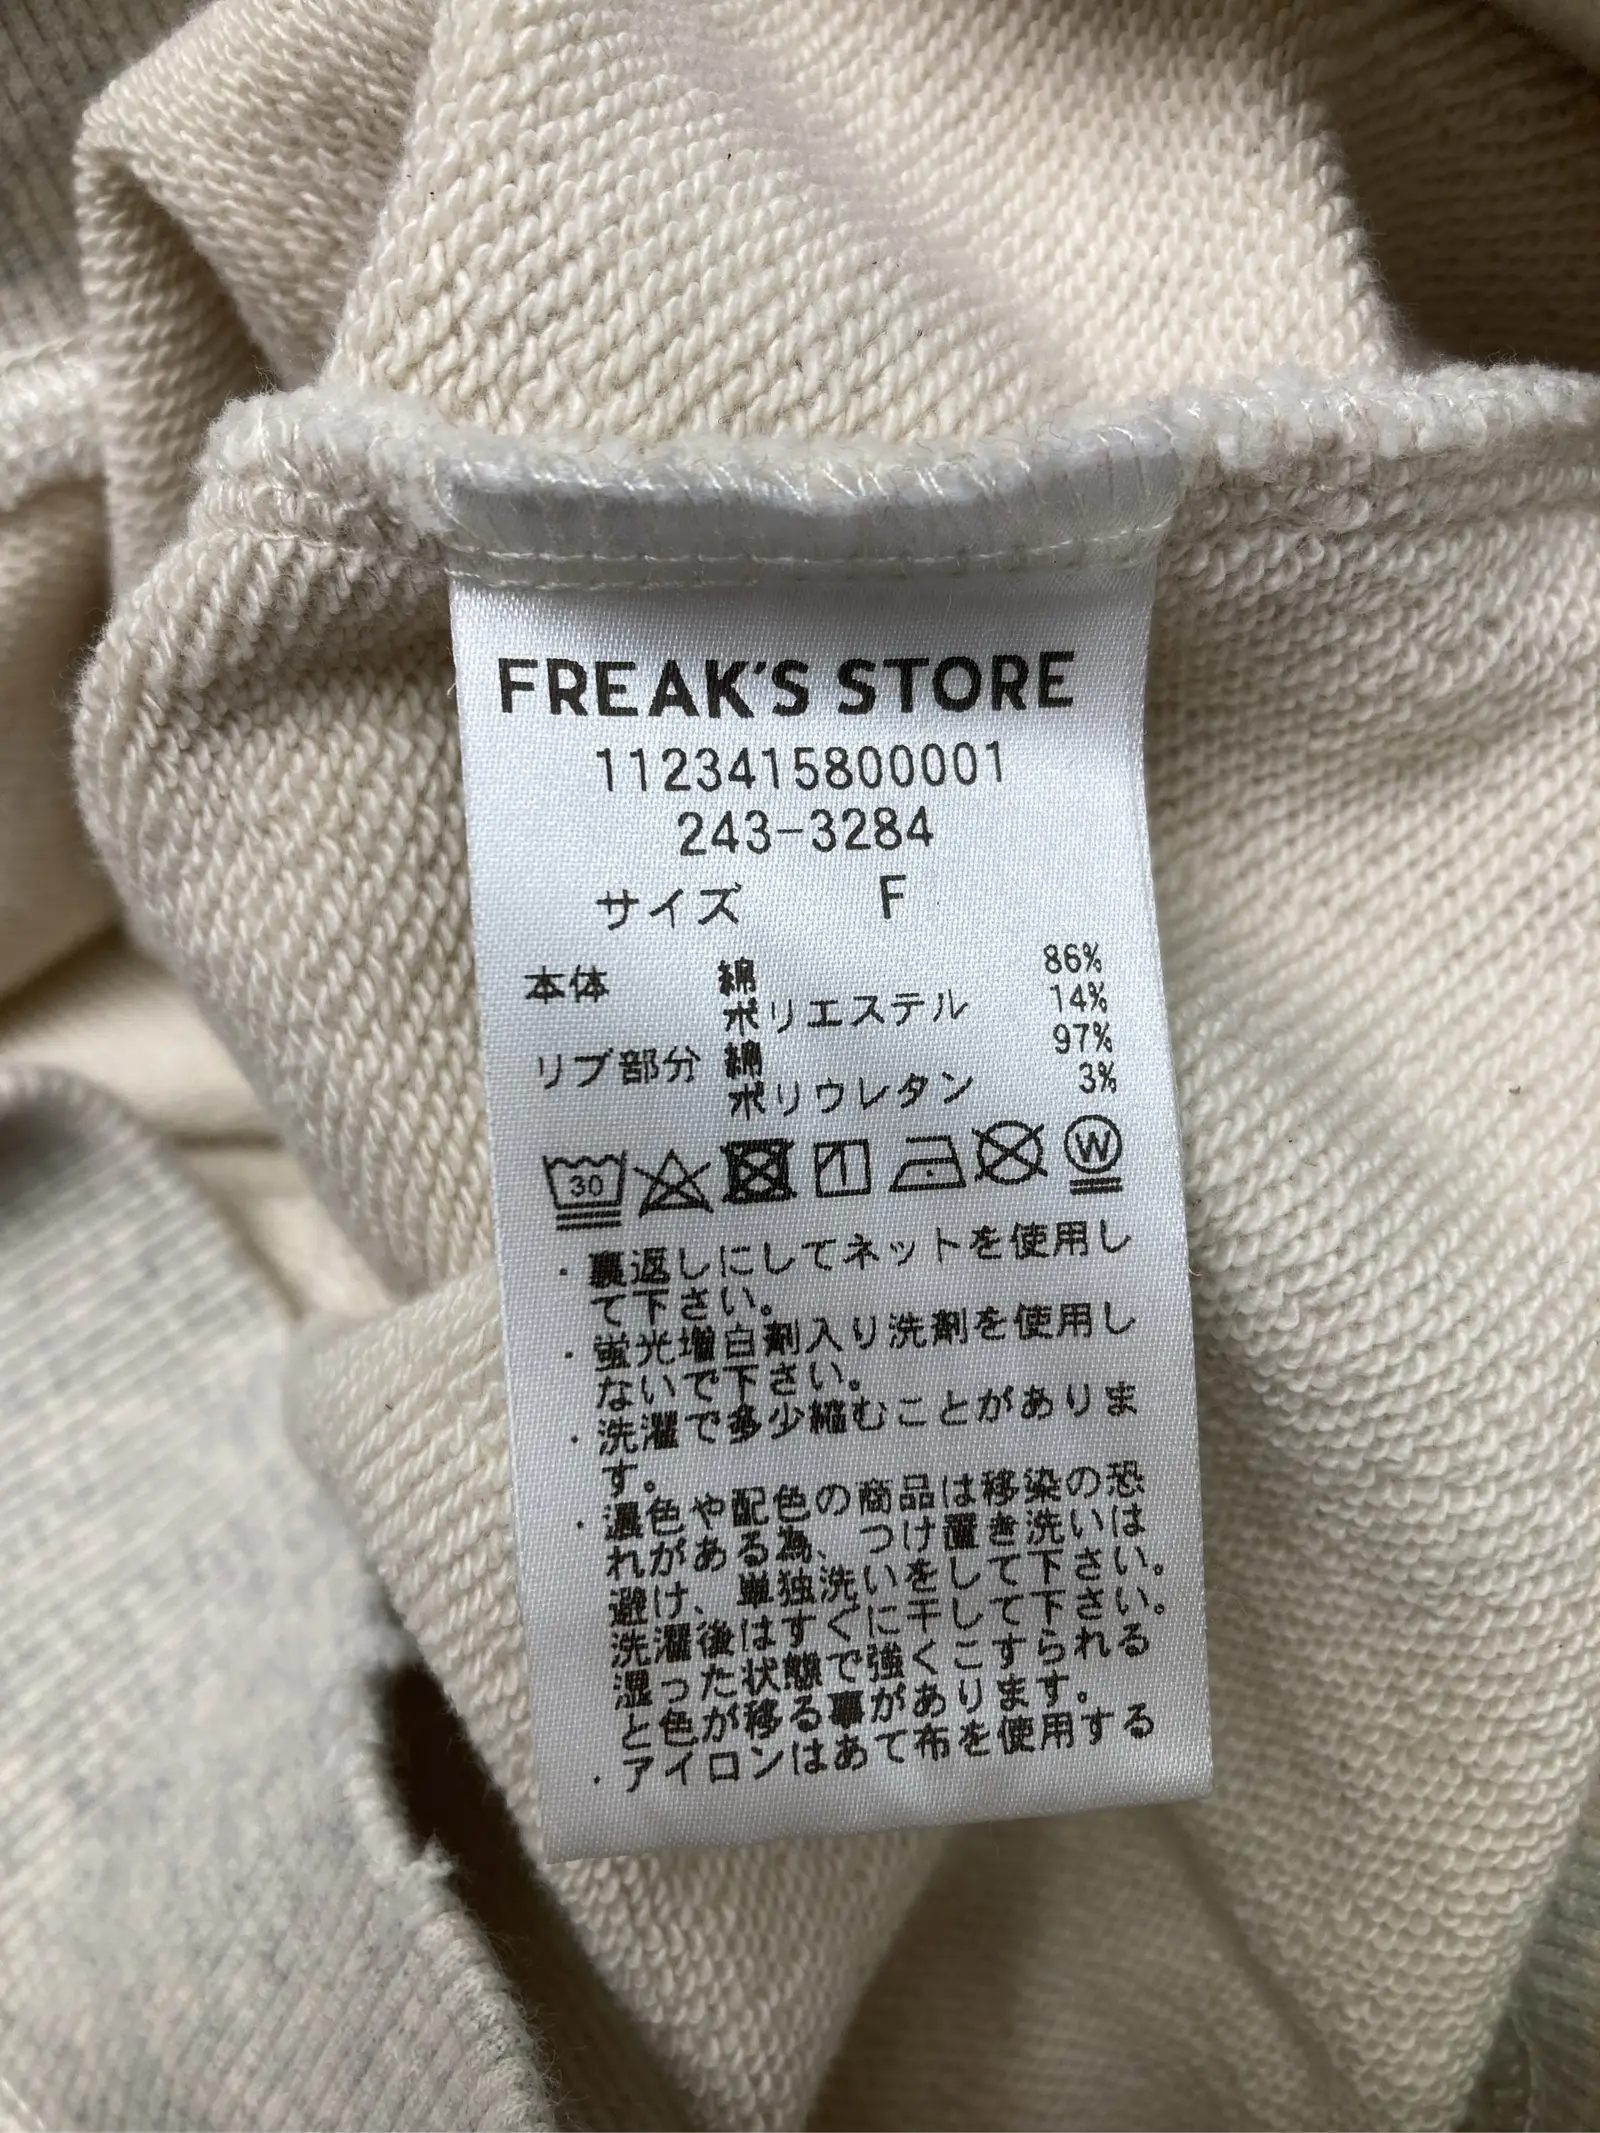 FREAK'S STORE
1123415800001
243-3284
サイズ F
本体 綿 86%
ポリエステル 14%
リブ部分 綿 97%
ポリウレタン 3%
30 1 W
・裏返しにしてネットを使用し
て下さい。
・蛍光増白剤入り洗剤を使用し
ないで下さい。
・洗濯で多少縮むことがありま
す。
・濃色や配色の商品は移染の恐
れがある為、つけ置き洗いは
避け、単独洗いをして下さい。
洗濯後はすぐに干して下さい。
湿った状態で強くこすられる
と色が移る事があります。
・アイロンはあて布を使用する